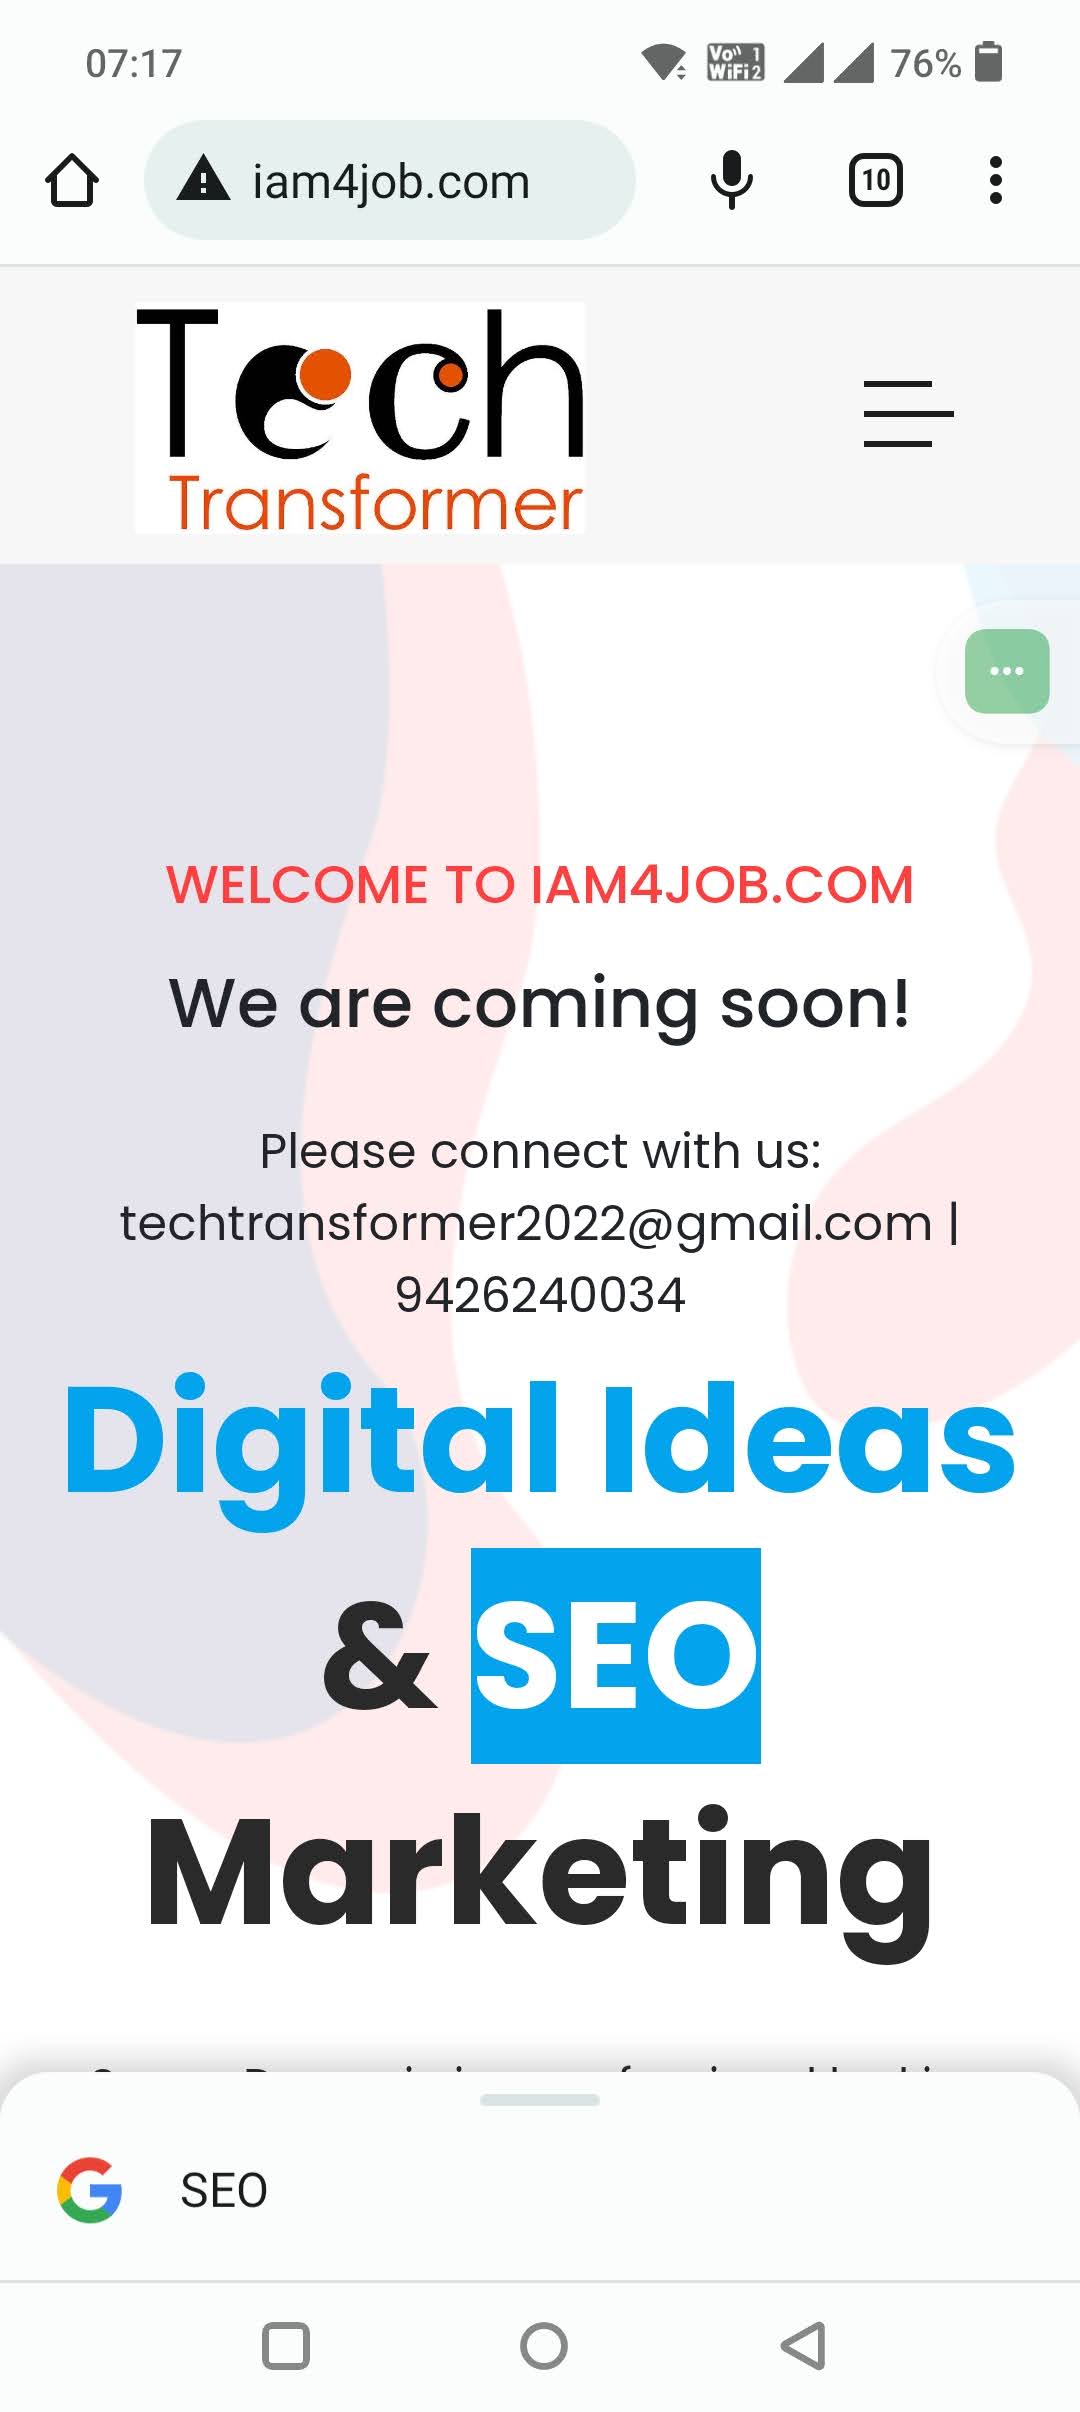 07:17
Vo)) 1
WiFi 2
76%
iam4job.com
10
Tech
Transformer
WELCOME TO IAM4JOB.COM
We are coming soon!
Please connect with us:
techtransformer2022@gmail.com |
9426240034
Digital Ideas
& SEO
Marketing
SEO